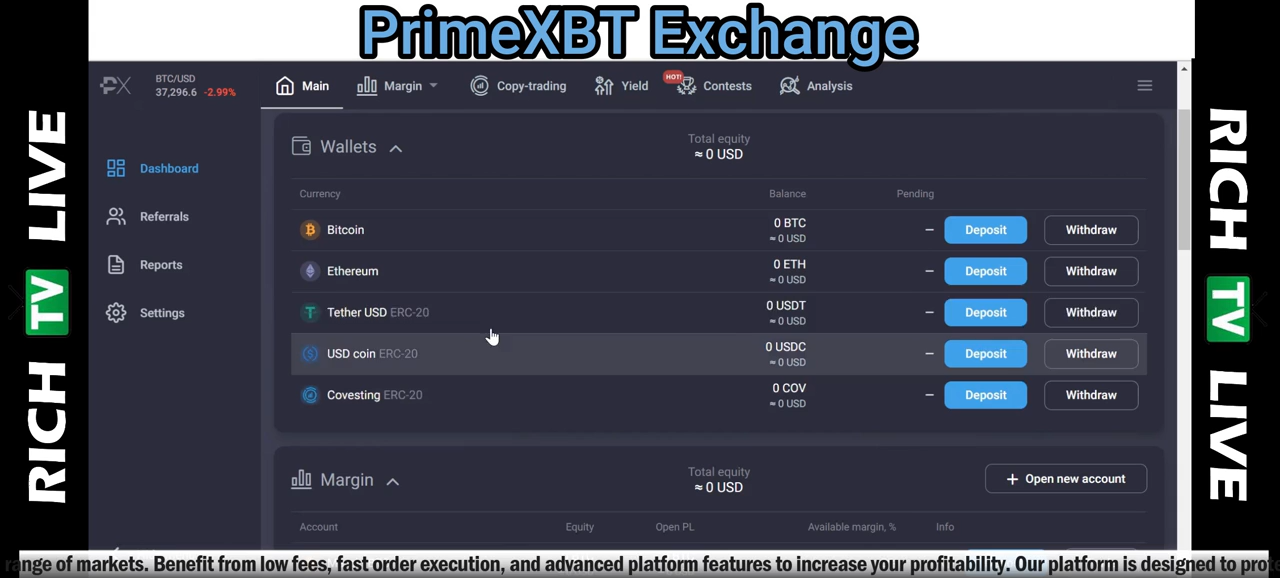 PrimeXBT Exchange
RICH TV LIVE
PX
BTC/USD
37,296.6 -2.99%
Main
Margin
Copy-trading
Yield
HOT!
Contests
Analysis
Dashboard
Referrals
Reports
Settings
Wallets
Total equity
≈ 0 USD
Currency Balance Pending
Bitcoin 0 BTC – Deposit Withdraw
≈ 0 USD
Ethereum 0 ETH – Deposit Withdraw
≈ 0 USD
Tether USD ERC-20 0 USDT – Deposit Withdraw
≈ 0 USD
USD coin ERC-20 0 USDC – Deposit Withdraw
≈ 0 USD
Covesting ERC-20 0 COV – Deposit Withdraw
≈ 0 USD
Margin
Total equity
≈ 0 USD
+ Open new account
Account Equity Open PL Available margin, % Info
range of markets. Benefit from low fees, fast order execution, and advanced platform features to increase your profitability. Our platform is designed to
RICH TV LIVE